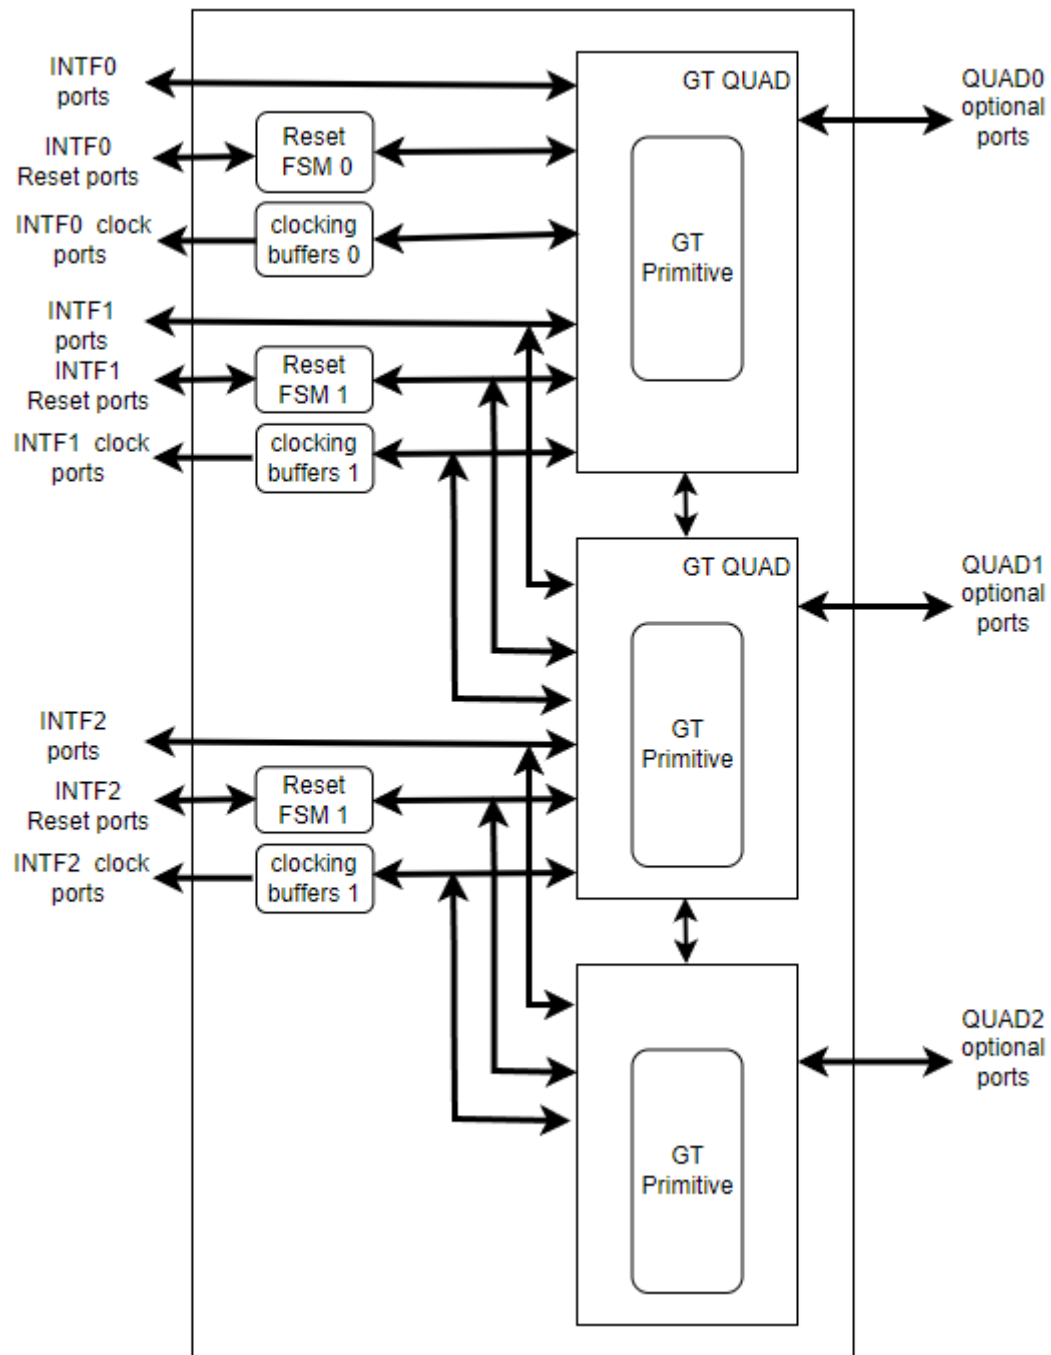 INTF0
ports
GT QUAD
QUAD0
optional
ports
INTF0
Reset ports
Reset
FSM 0
INTF0 clock
ports
clocking
buffers 0
GT
Primitive
INTF1
ports
INTF1
Reset ports
Reset
FSM 1
INTF1 clock
ports
clocking
buffers 1
GT QUAD
QUAD1
optional
ports
GT
Primitive
INTF2
ports
INTF2
Reset ports
Reset
FSM 1
INTF2 clock
ports
clocking
buffers 1
QUAD2
optional
ports
GT
Primitive